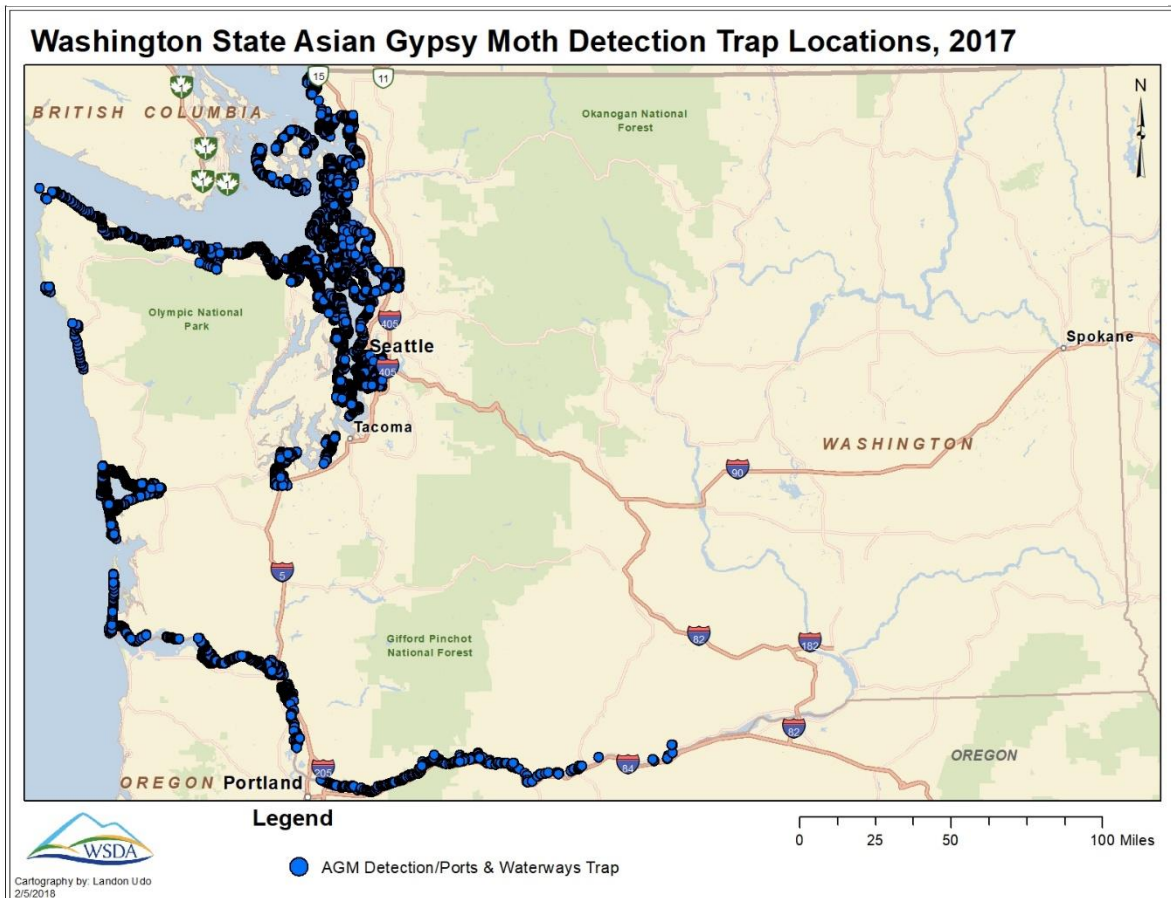 Washington State Asian Gypsy Moth Detection Trap Locations, 2017
15
11
BRITISH COLUMBIA
Okanogan National
Forest
N
1
1
1
Olympic National
Park
405
Seattle
405
Spokane
Tacoma
WASHINGTON
90
5
Gifford Pinchot
National Forest
82
182
82
OREGON
OREGON
Portland
205
84
Legend
AGM Detection/Ports & Waterways Trap
0 25 50 100 Miles
WSDA
Cartography by: Landon Udo
2/5/2018